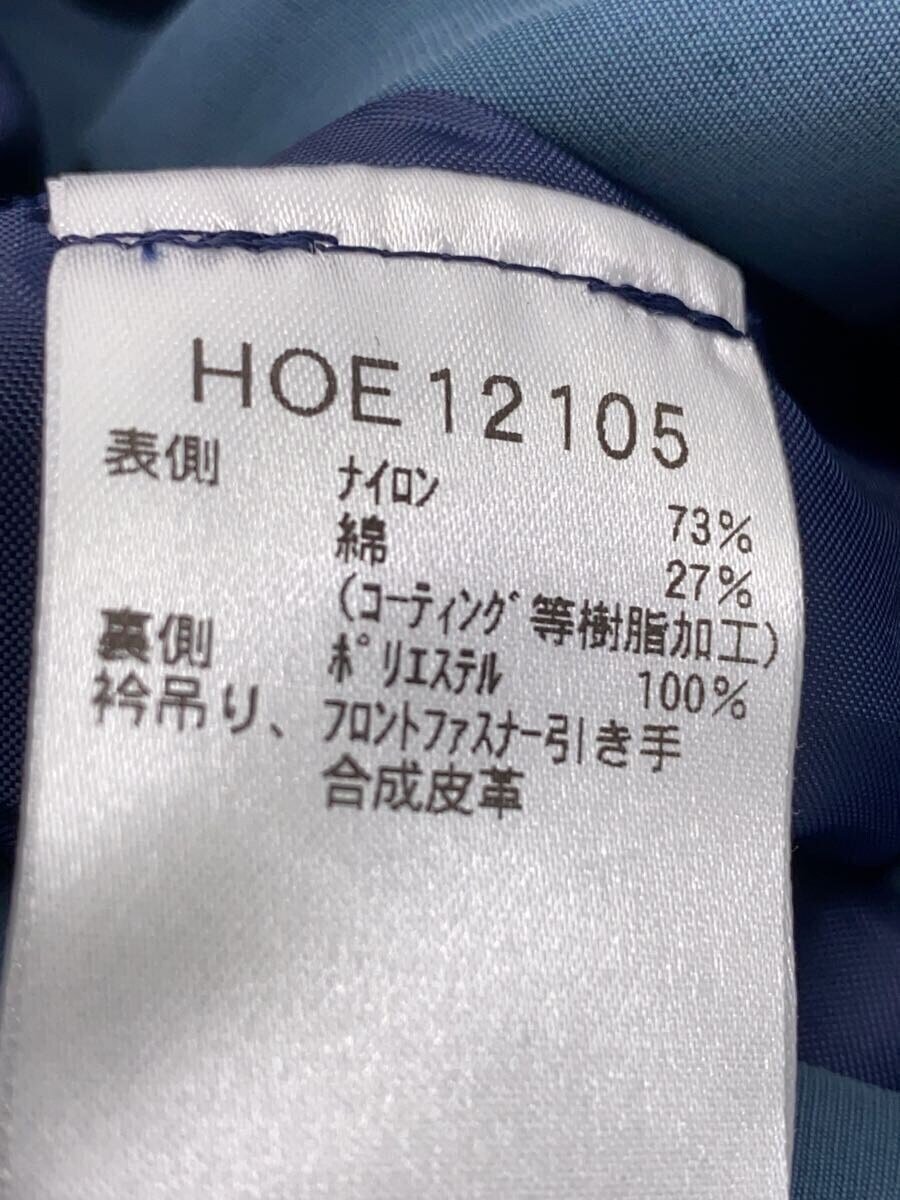 HOE12105
表側 ナイロン 73%
綿 27%
(コーティング等樹脂加工)
裏側 ポリエステル 100%
衿吊り、フロントファスナー引き手
合成皮革